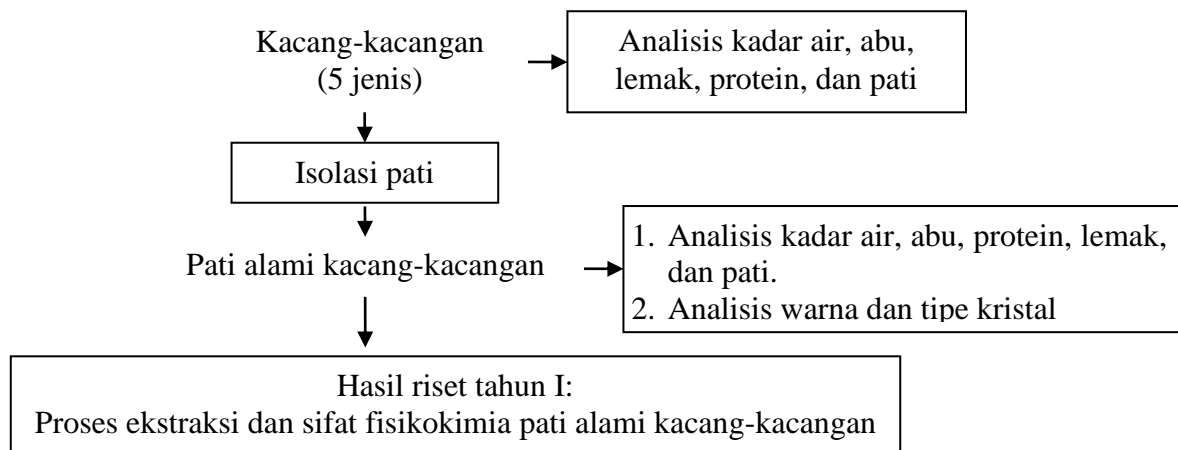 Kacang-kacangan
(5 jenis)
Analisis kadar air, abu,
lemak, protein, dan pati
Isolasi pati
Pati alami kacang-kacangan
1. Analisis kadar air, abu, protein, lemak,
dan pati.
2. Analisis warna dan tipe kristal
Hasil riset tahun I:
Proses ekstraksi dan sifat fisikokimia pati alami kacang-kacangan